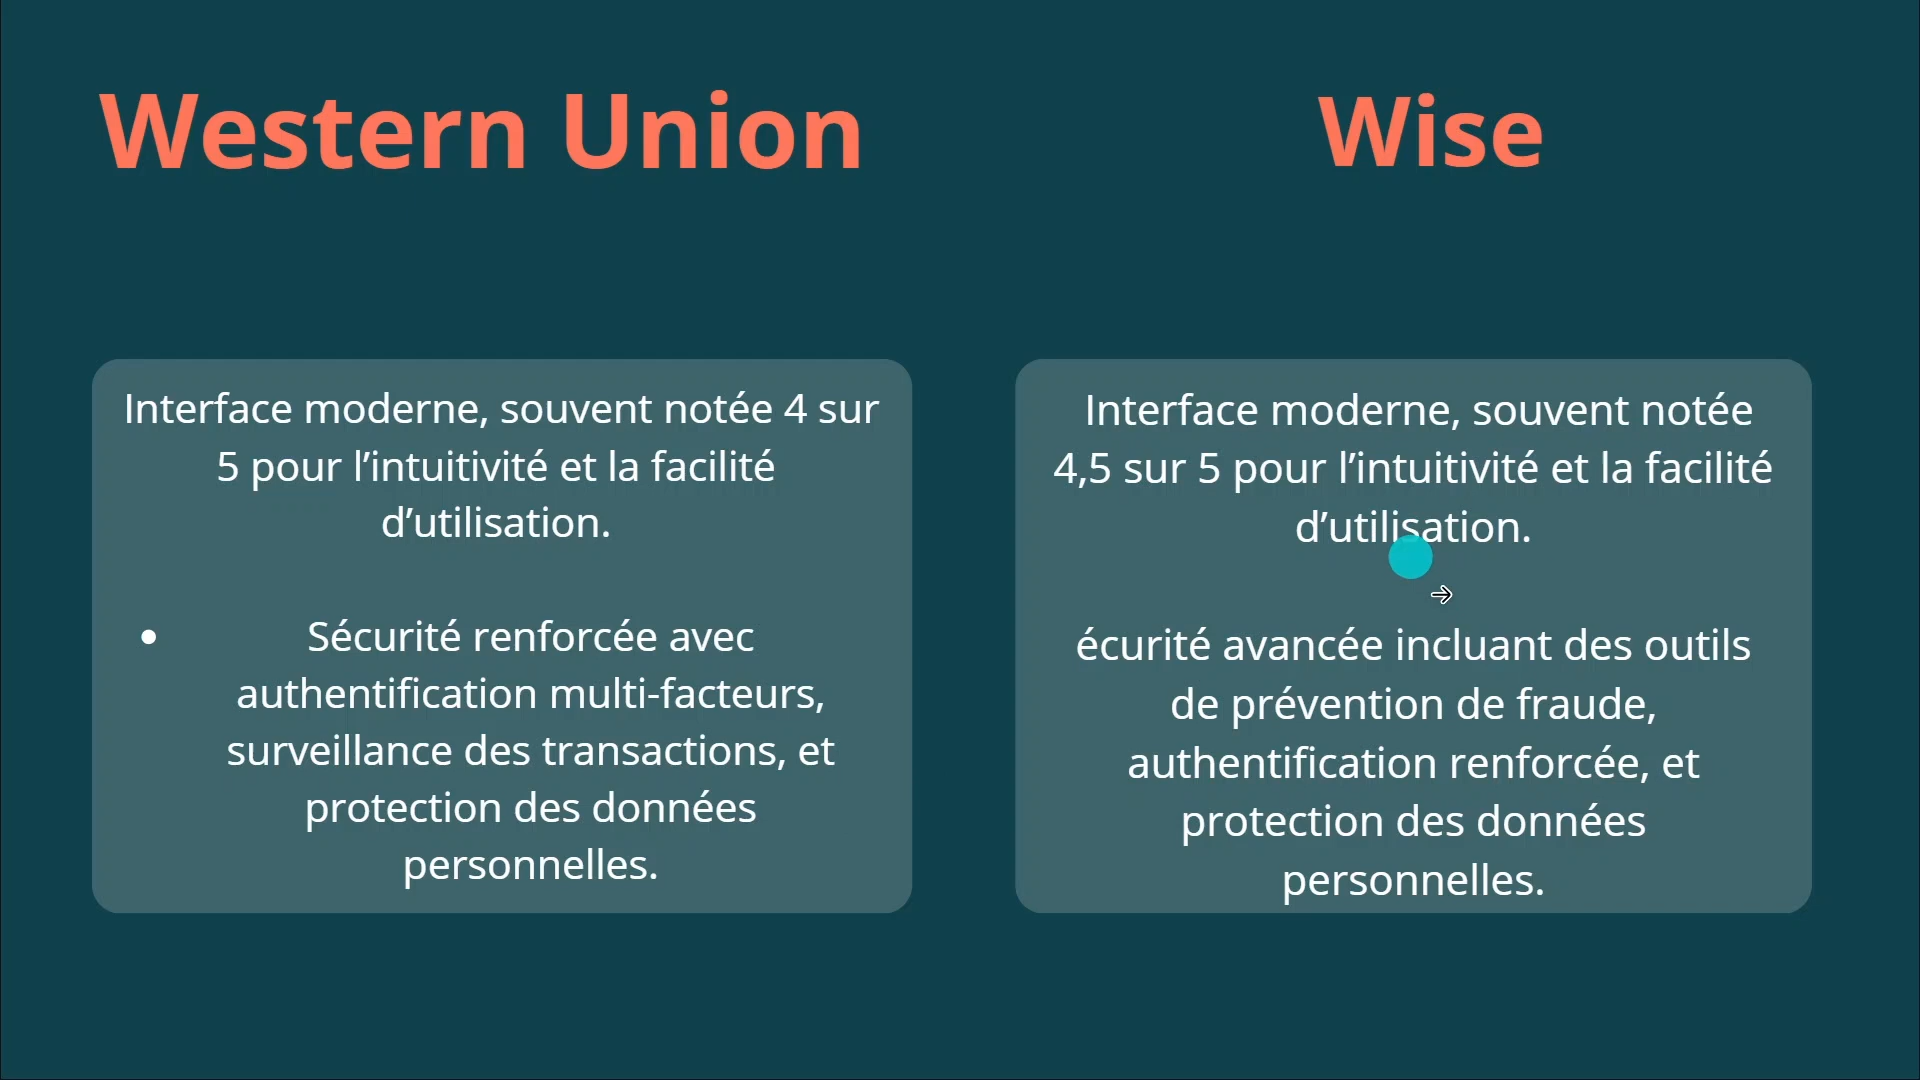 Western Union
Wise
Interface moderne, souvent notée 4 sur
5 pour l’intuitivité et la facilité
d’utilisation.
• Sécurité renforcée avec
authentification multi-facteurs,
surveillance des transactions, et
protection des données
personnelles.
Interface moderne, souvent notée
4,5 sur 5 pour l’intuitivité et la facilité
d’utilisation.
écurité avancée incluant des outils
de prévention de fraude,
authentification renforcée, et
protection des données
personnelles.